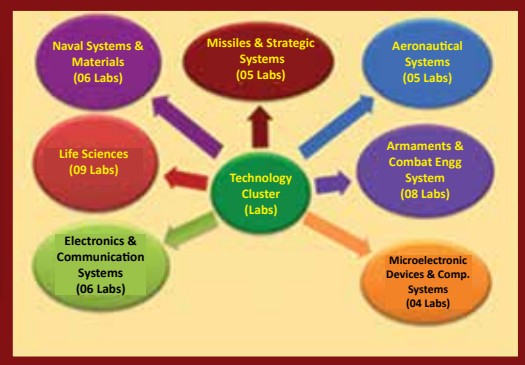 Naval Systems &
Materials
(06 Labs)
Missiles & Strategic
Systems
(05 Labs)
Aeronautical
Systems
(05 Labs)
Life Sciences
(09 Labs)
Technology
Cluster
(Labs)
Armaments &
Combat Engg
System
(08 Labs)
Electronics &
Communication
Systems
(06 Labs)
Microelectronic
Devices & Comp.
Systems
(04 Labs)